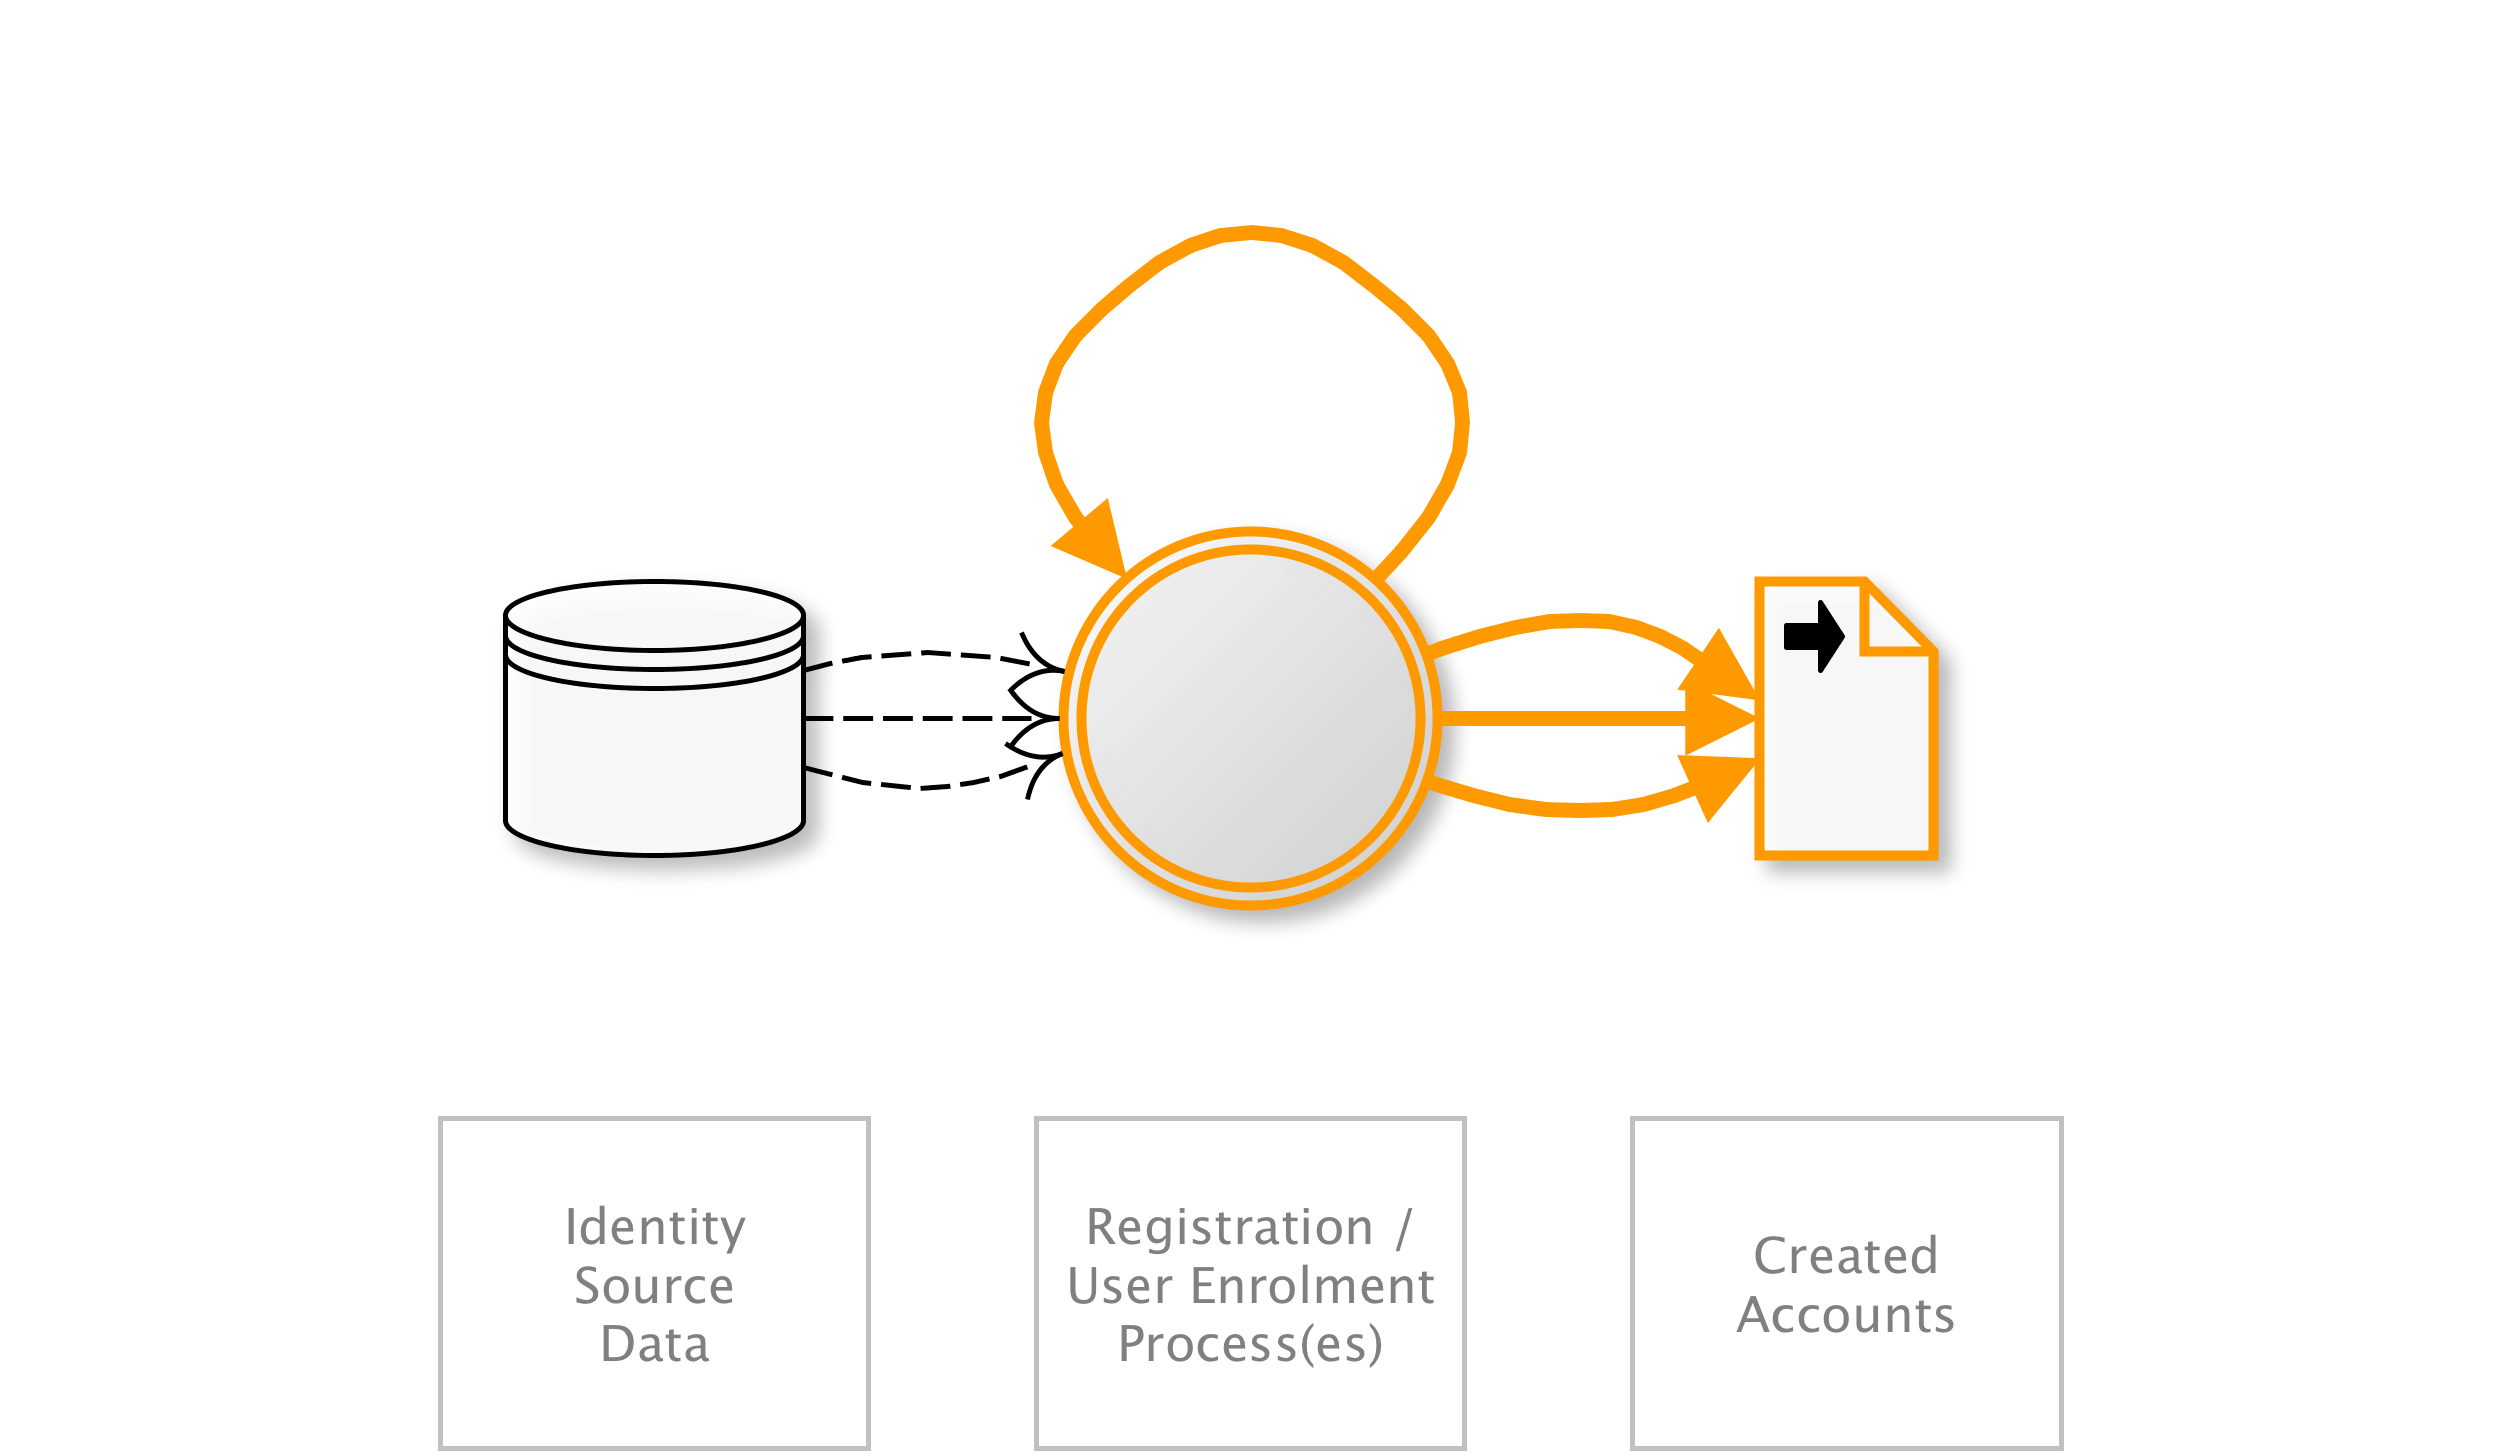 Identity
Source
Data
Registration /
User Enrolment
Process(es)
Created
Accounts